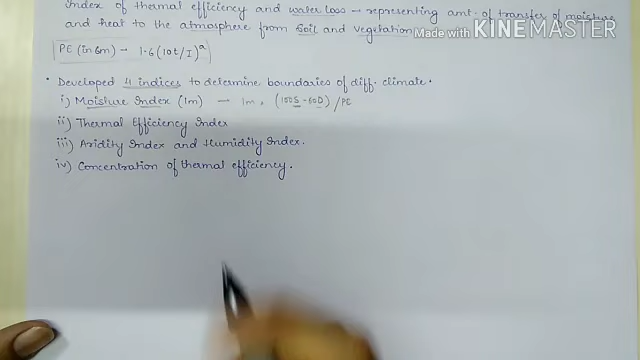 Index of thermal efficiency and water loss - representing amt. of transfer of moisture
and heat to the atmosphere from soil and vegetation
Made with KINEMASTER
PE (in cm) - 1.6 (10t/I)ᵃ
• Developed 4 indices to determine boundaries of diff. climate.
i) Moisture Index (Im) - Im = (100S - 60D)/PE
ii) Thermal Efficiency Index
iii) Aridity Index and Humidity Index.
iv) Concentration of thermal efficiency.